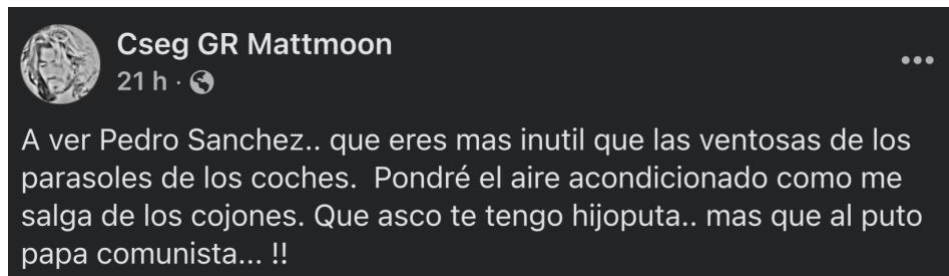 Cseg GR Mattmoon
21 h ·
A ver Pedro Sanchez.. que eres mas inutil que las ventosas de los
parasoles de los coches.  Pondré el aire acondicionado como me
salga de los cojones. Que asco te tengo hijoputa.. mas que al puto
papa comunista... !!